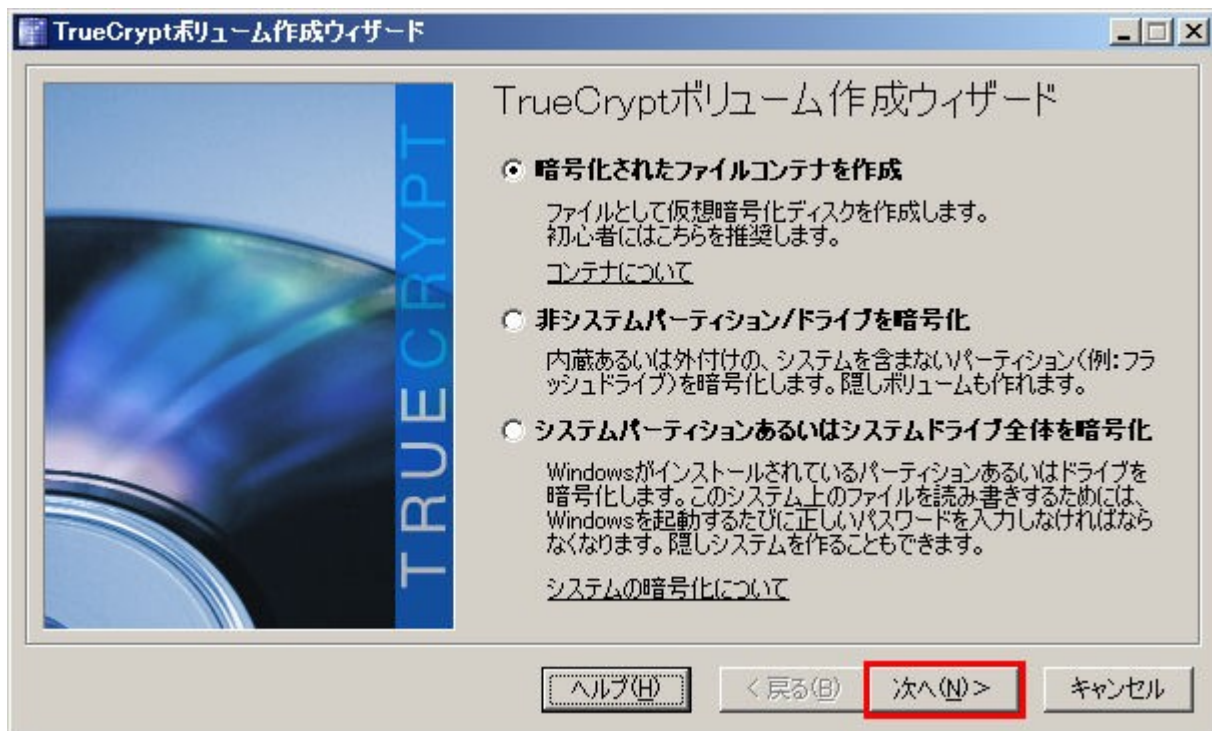 TrueCryptボリューム作成ウィザード
TRUECRYPT
TrueCryptボリューム作成ウィザード
暗号化されたファイルコンテナを作成
ファイルとして仮想暗号化ディスクを作成します。
初心者にはこちらを推奨します。
コンテナについて
非システムパーティション/ドライブを暗号化
内蔵あるいは外付けの、システムを含まないパーティション(例:フラ
ッシュドライブ)を暗号化します。隠しボリュームも作れます。
システムパーティションあるいはシステムドライブ全体を暗号化
Windowsがインストールされているパーティションあるいはドライブを
暗号化します。このシステム上のファイルを読み書きするためには、
Windowsを起動するたびに正しいパスワードを入力しなければなら
なくなります。隠しシステムを作ることもできます。
システムの暗号化について
ヘルプ(H)
< 戻る(B)
次へ(N) >
キャンセル